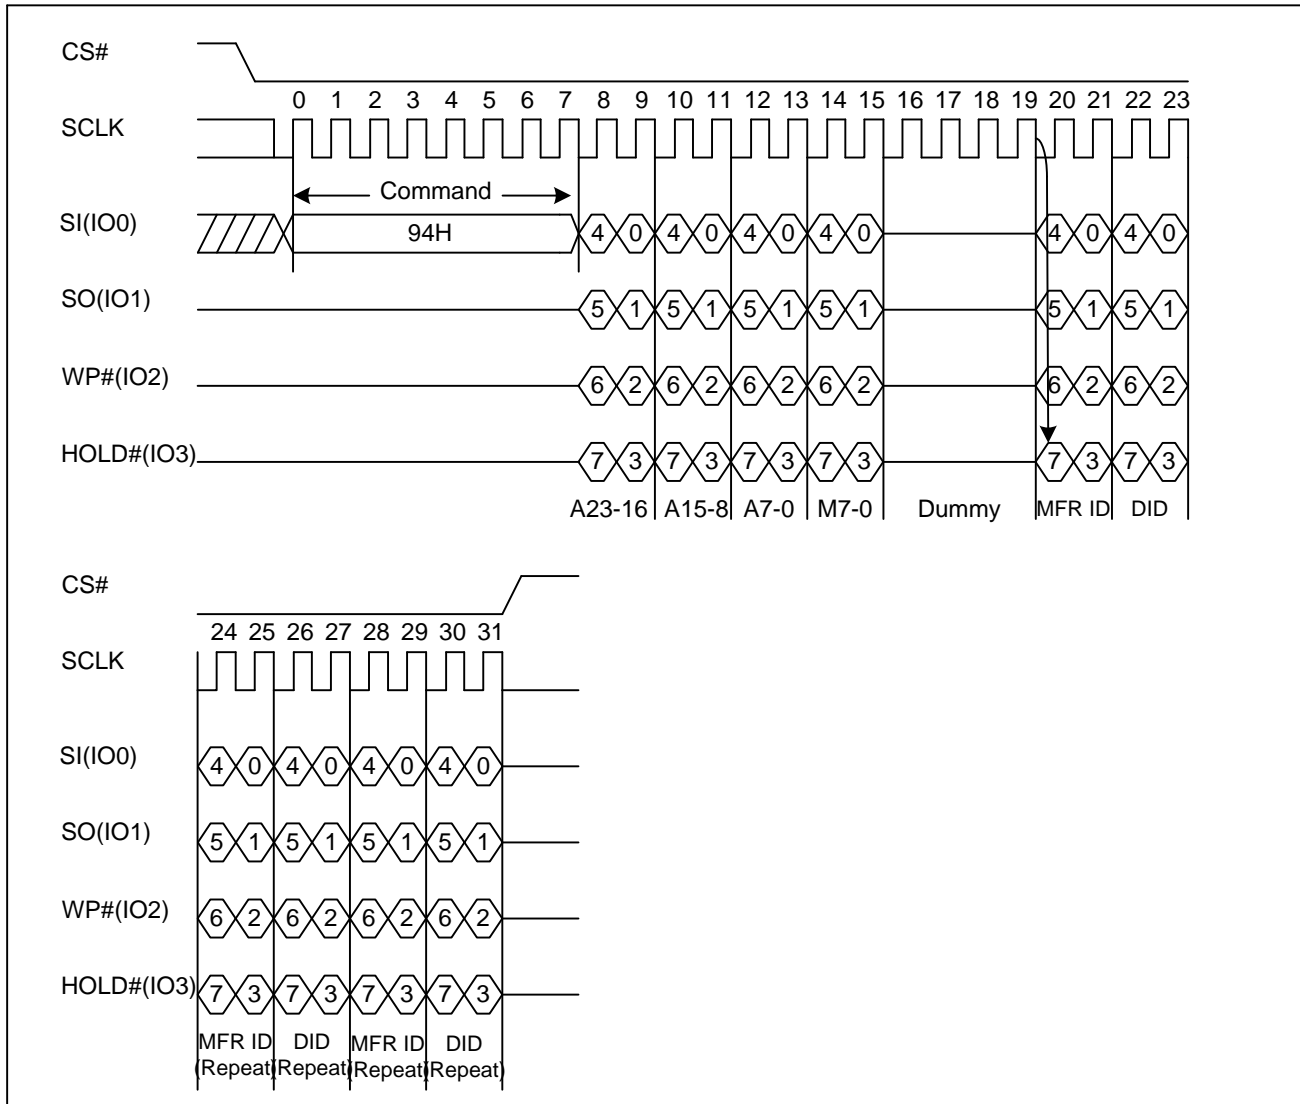 CS#
0 1 2 3 4 5 6 7 8 9 10 11 12 13 14 15 16 17 18 19 20 21 22 23
SCLK
Command
SI(IO0) 94H 4 0 4 0 4 0 4 0 4 0 4 0
SO(IO1) 5 1 5 1 5 1 5 1 5 1 5 1
WP#(IO2) 6 2 6 2 6 2 6 2 6 2 6 2
HOLD#(IO3) 7 3 7 3 7 3 7 3 7 3 7 3
A23-16 A15-8 A7-0 M7-0 Dummy MFR ID DID
CS#
24 25 26 27 28 29 30 31
SCLK
SI(IO0) 4 0 4 0 4 0 4 0
SO(IO1) 5 1 5 1 5 1 5 1
WP#(IO2) 6 2 6 2 6 2 6 2
HOLD#(IO3) 7 3 7 3 7 3 7 3
MFR ID DID MFR ID DID
(Repeat) (Repeat) (Repeat) (Repeat)